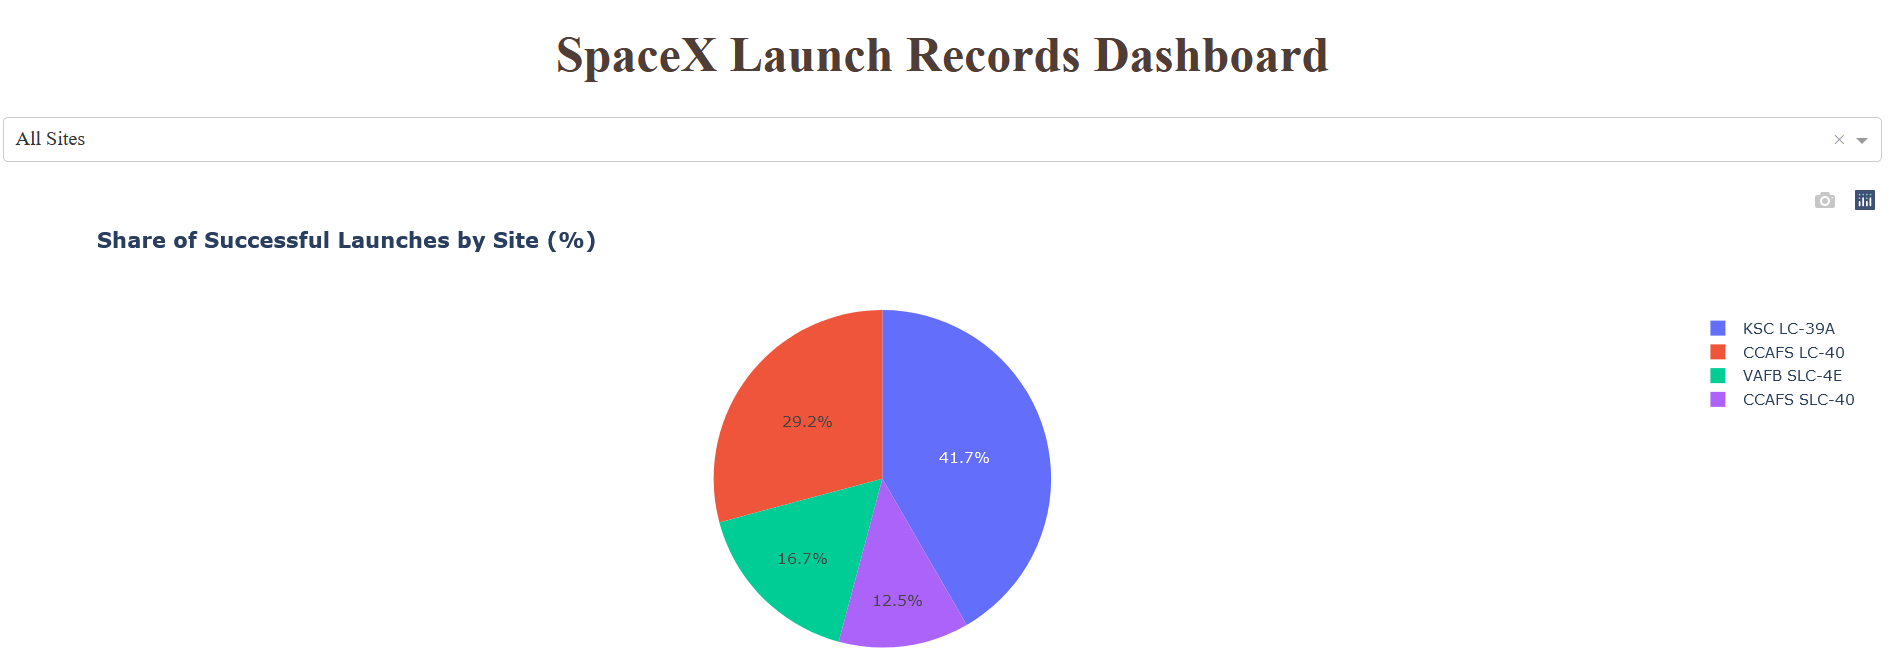 SpaceX Launch Records Dashboard
All Sites
Share of Successful Launches by Site (%)
KSC LC-39A
CCAFS LC-40
VAFB SLC-4E
CCAFS SLC-40
29.2%
41.7%
16.7%
12.5%